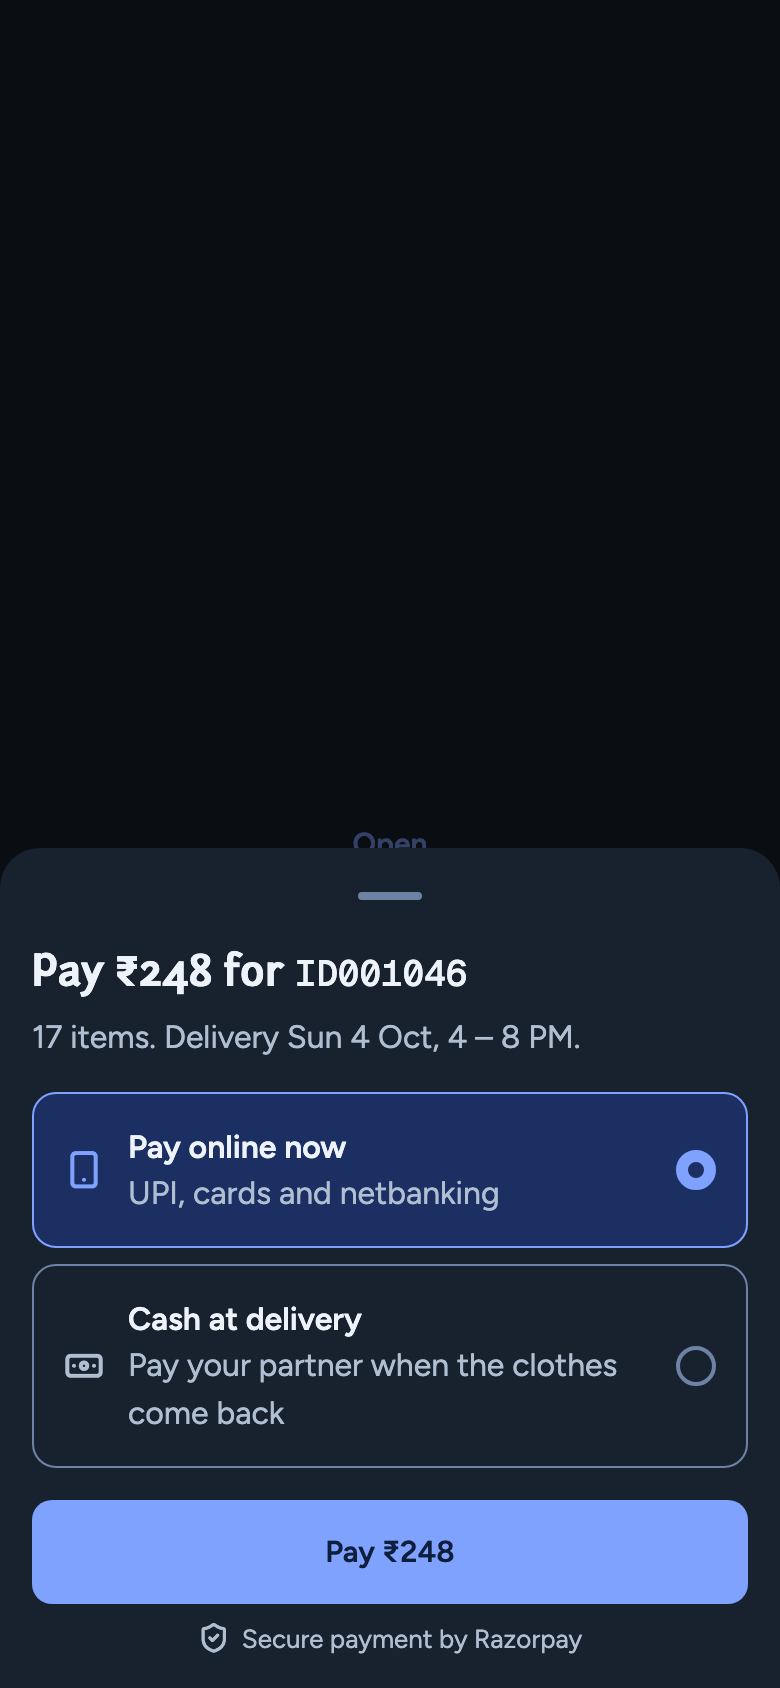 Open
Pay ₹248 for ID001046
17 items. Delivery Sun 4 Oct, 4 – 8 PM.
Pay online now
UPI, cards and netbanking
Cash at delivery
Pay your partner when the clothes
come back
Pay ₹248
Secure payment by Razorpay